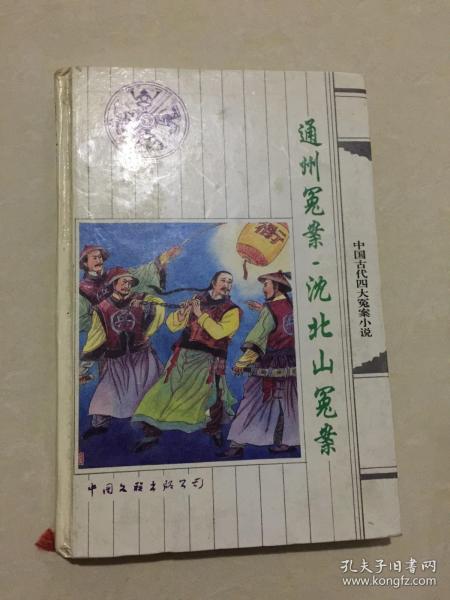 通州冤案·沈北山冤案
中国古代四大冤案小说
衙
中国文联出版公司
孔夫子旧书网
www.kongfz.com